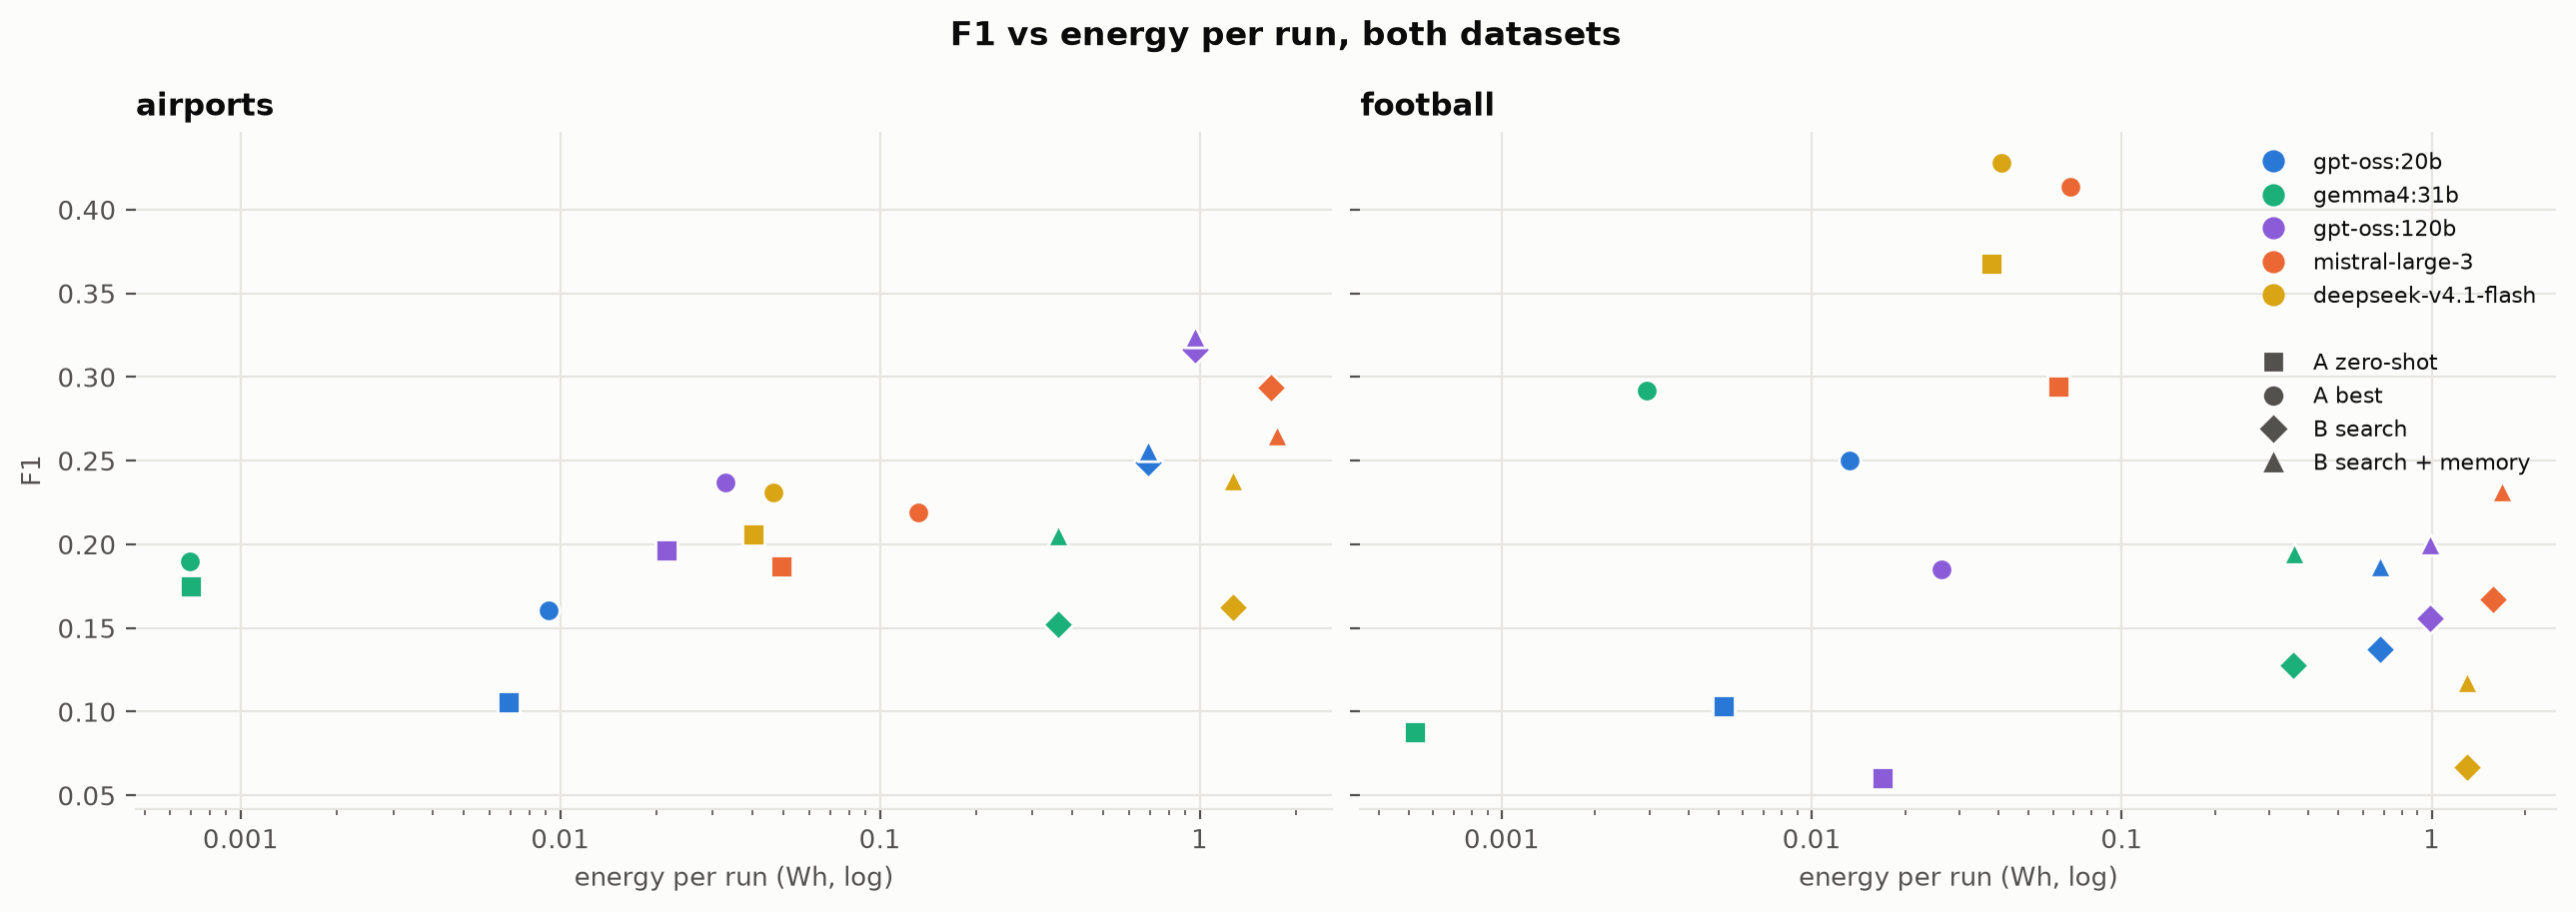 F1 vs energy per run, both datasets
airports
football
F1
0.40
0.35
0.30
0.25
0.20
0.15
0.10
0.05
0.001 0.01 0.1 1
energy per run (Wh, log)
0.001 0.01 0.1 1
energy per run (Wh, log)
gpt-oss:20b
gemma4:31b
gpt-oss:120b
mistral-large-3
deepseek-v4.1-flash
A zero-shot
A best
B search
B search + memory